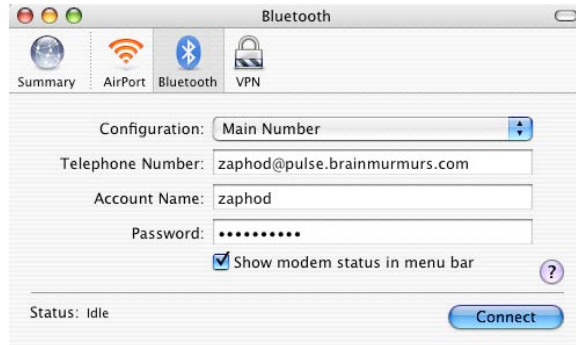 Bluetooth
Summary AirPort Bluetooth VPN
Configuration: Main Number
Telephone Number: zaphod@pulse.brainmurmurs.com
Account Name: zaphod
Password: ••••••••••
Show modem status in menu bar
?
Status: Idle
Connect